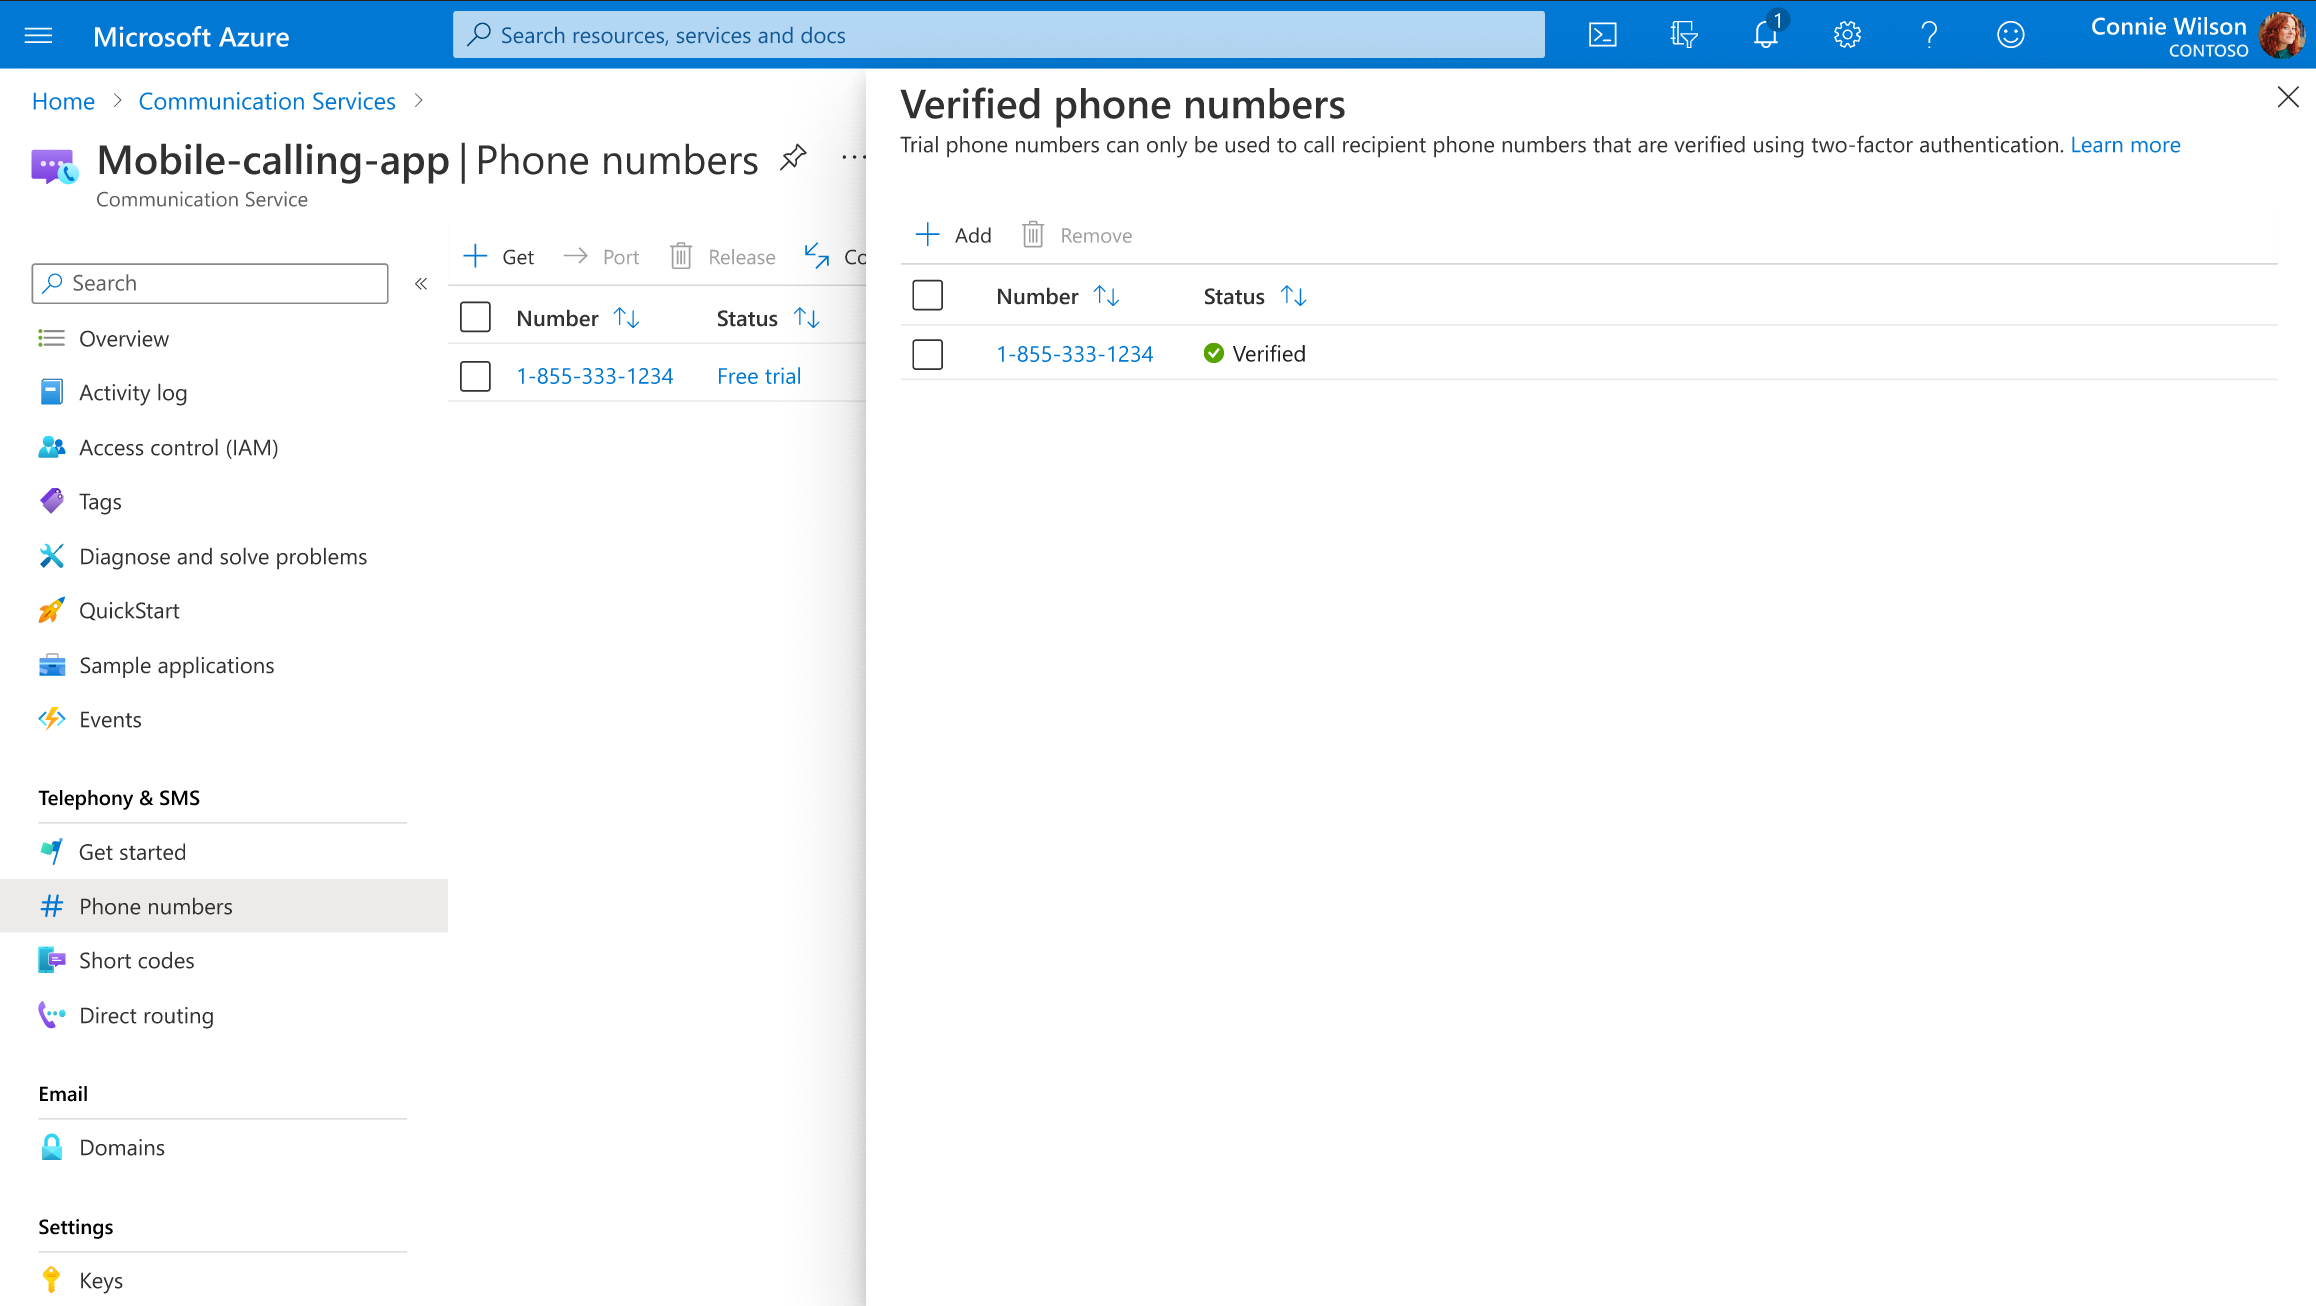 Microsoft Azure
Search resources, services and docs
1
Connie Wilson
CONTOSO
Home > Communication Services >
Mobile-calling-app | Phone numbers
Communication Service
Search
«
Overview
Activity log
Access control (IAM)
Tags
Diagnose and solve problems
QuickStart
Sample applications
Events
Telephony & SMS
Get started
Phone numbers
Short codes
Direct routing
Email
Domains
Settings
Keys
Get Port Release Co
Number Status
1-855-333-1234 Free trial
Verified phone numbers
Trial phone numbers can only be used to call recipient phone numbers that are verified using two-factor authentication. Learn more
Add Remove
Number Status
1-855-333-1234 Verified